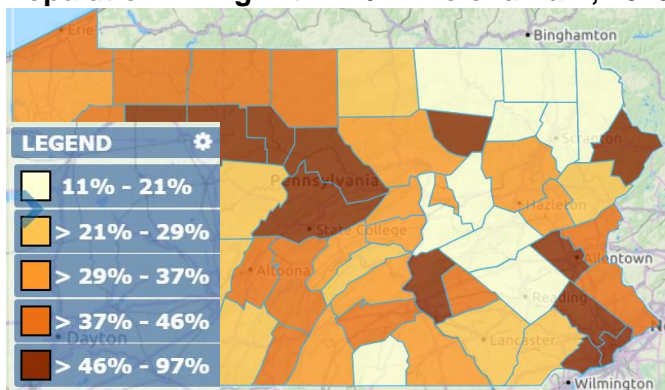 Erie
Binghamton
LEGEND
11% - 21%
> 21% - 29%
> 29% - 37%
> 37% - 46%
> 46% - 97%
Scranton
Pennsylvania
State College
Hazleton
Altoona
Allentown
Reading
Lancaster
Dayton
Wilmington